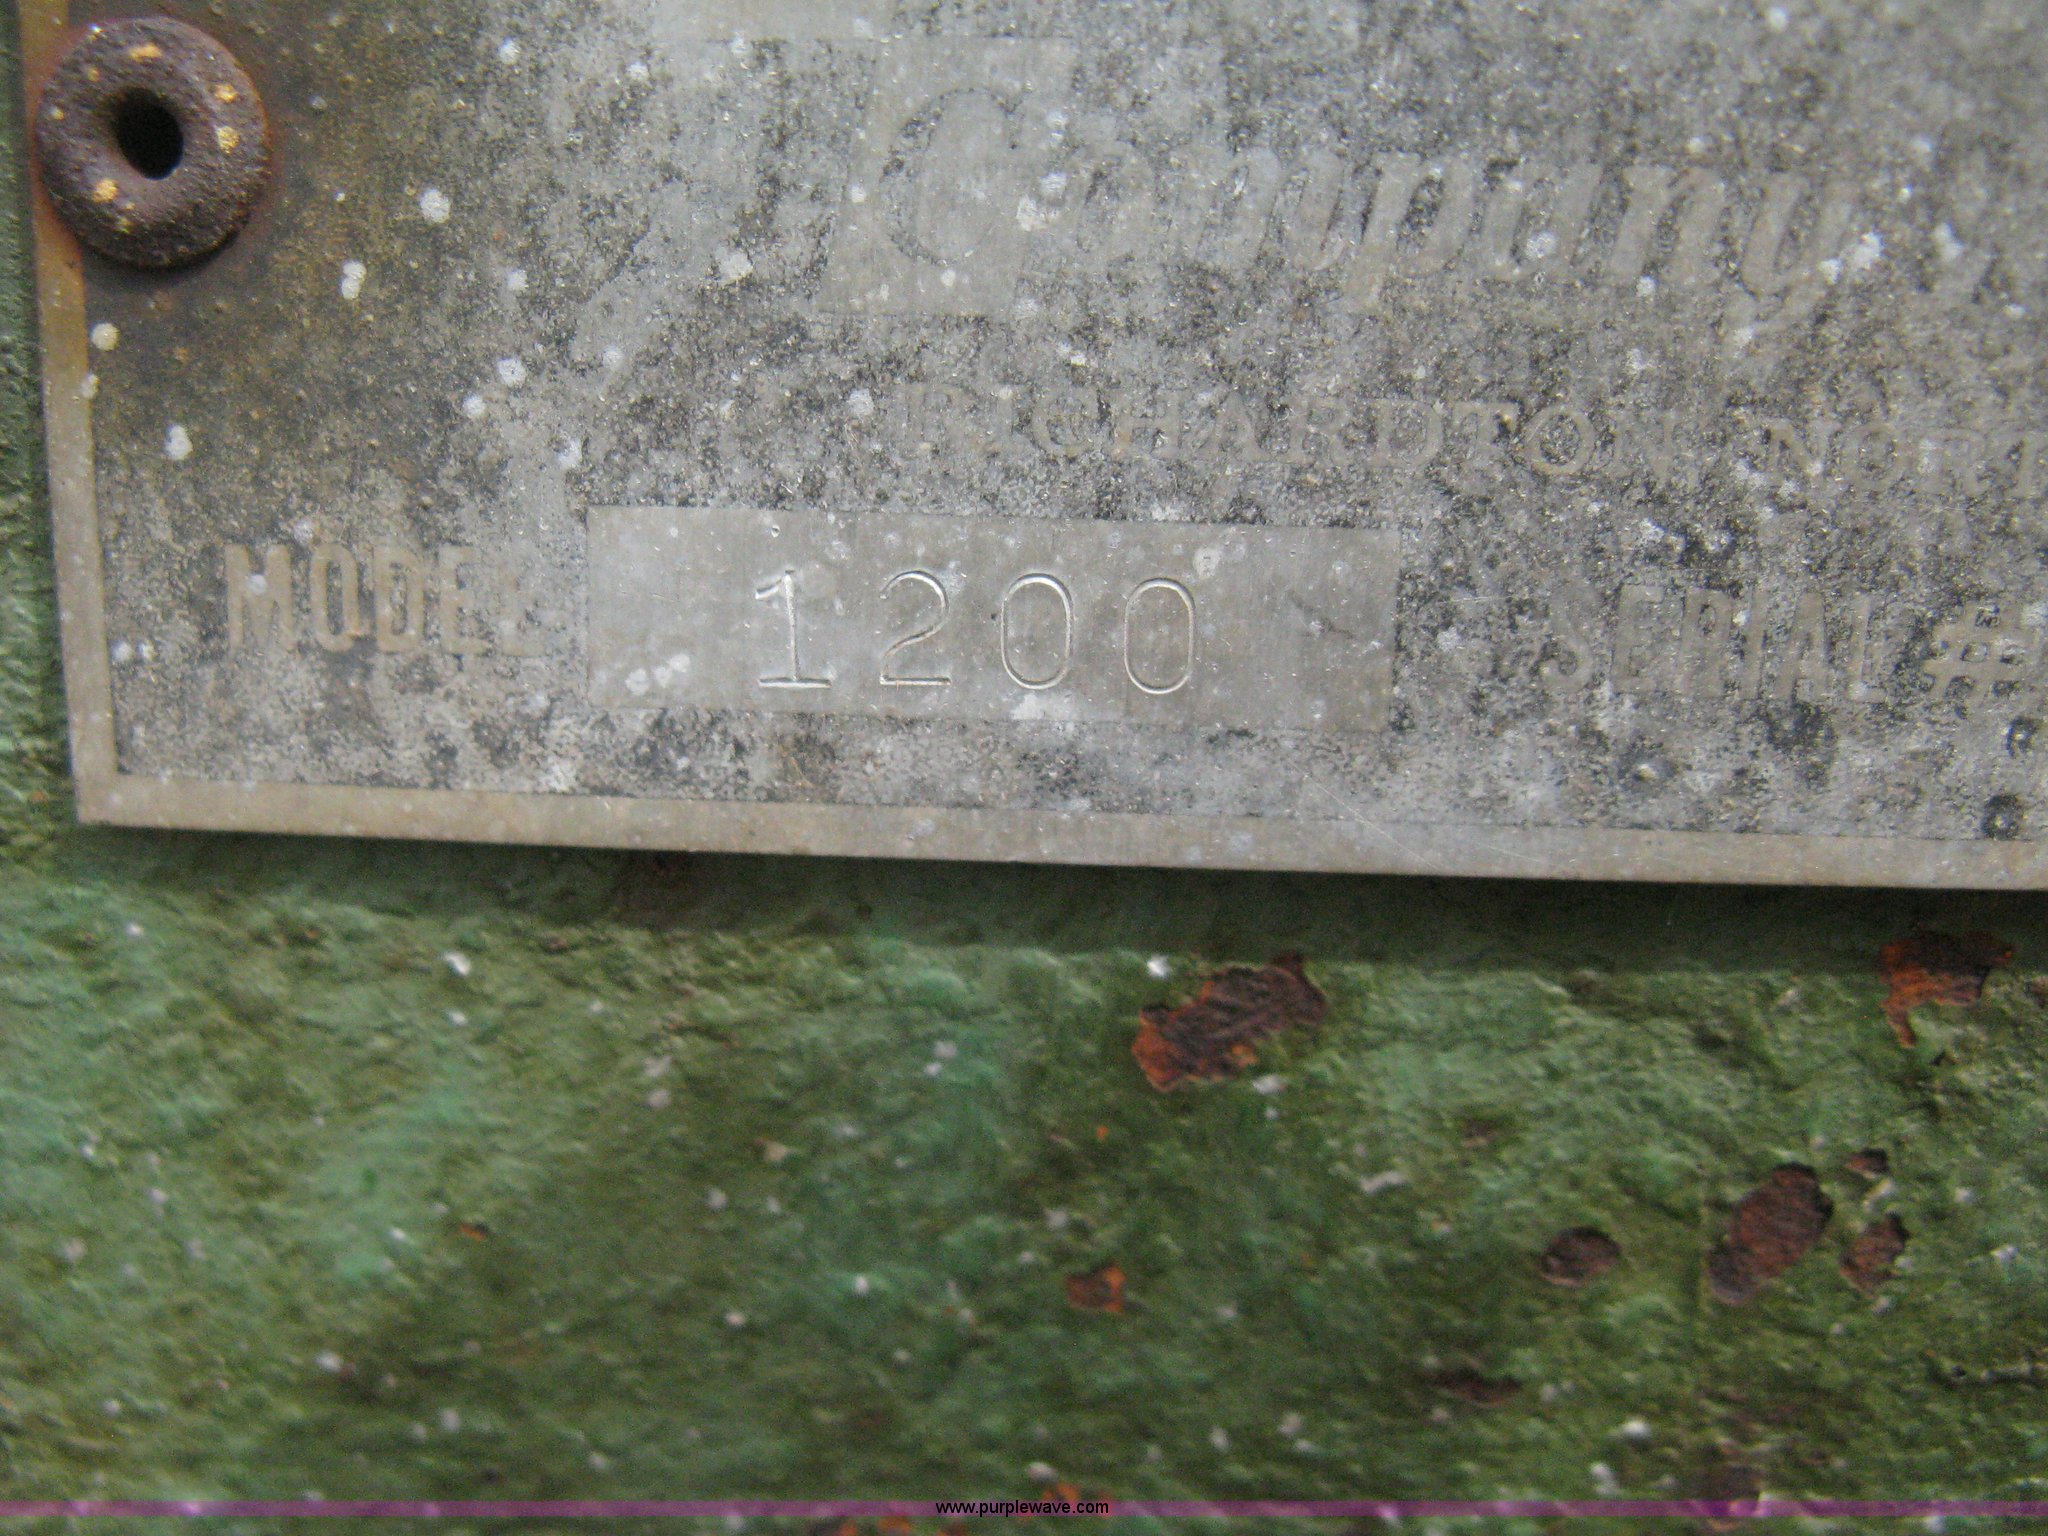 Company
RICHARDTON NORT
MODEL 1200 SERIAL #
www.purplewave.com